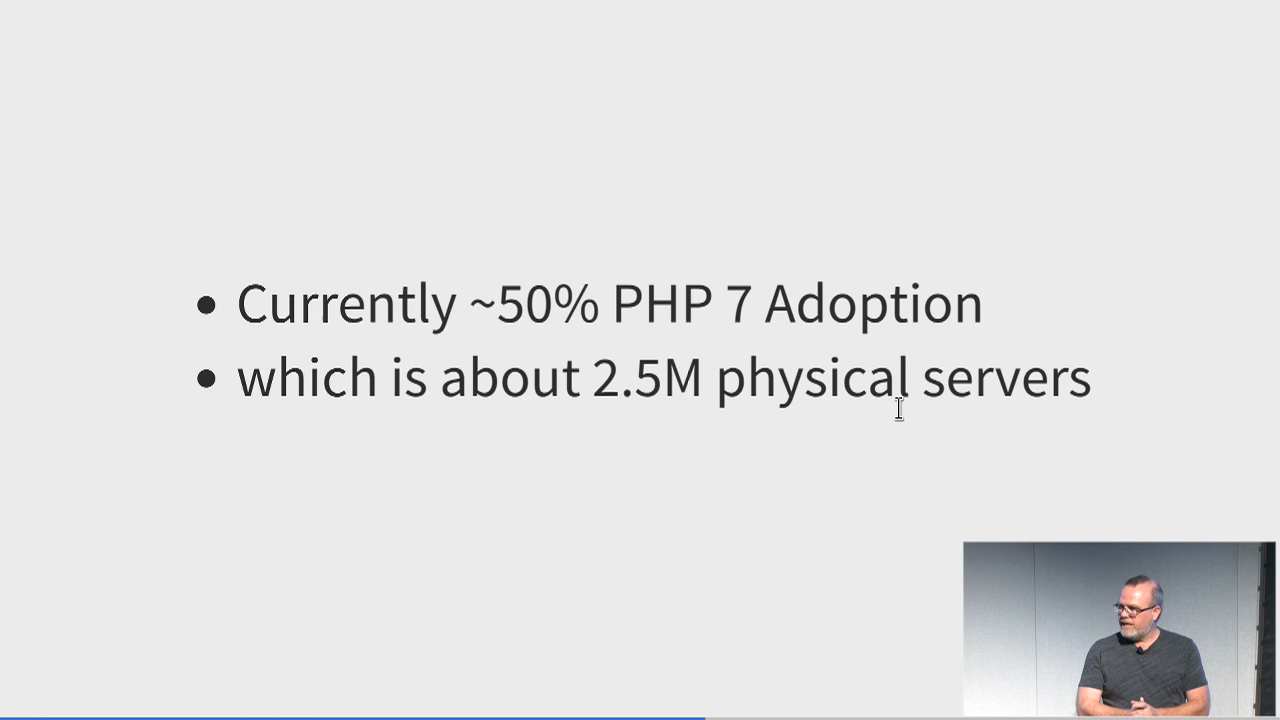 Currently ~50% PHP 7 Adoption
which is about 2.5M physical servers